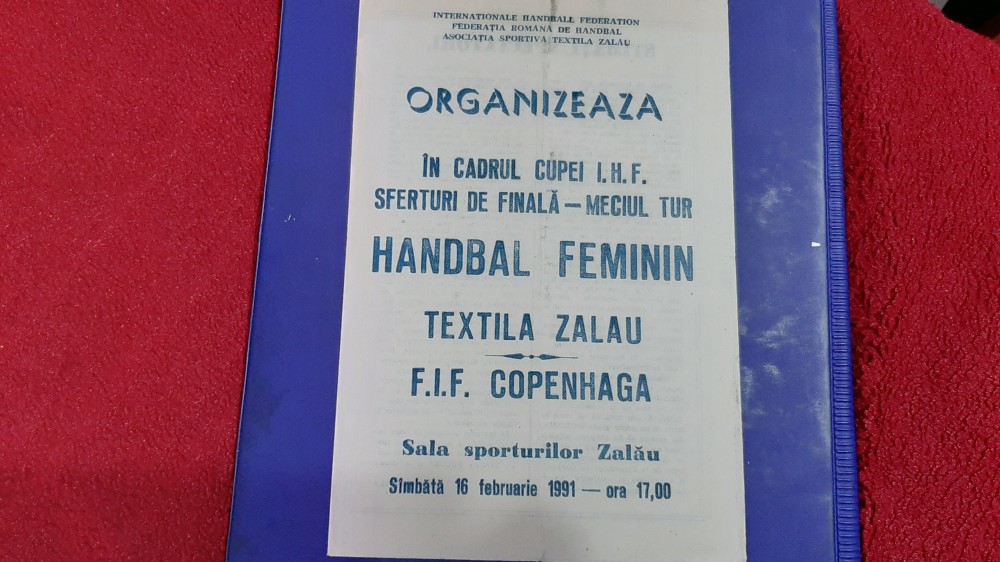 INTERNATIONALE HANDBALL FEDERATION
FEDERAȚIA ROMÂNĂ DE HANDBAL
ASOCIAȚIA SPORTIVĂ TEXTILA ZALĂU
ORGANIZEAZA
ÎN CADRUL CUPEI I.H.F.
SFERTURI DE FINALĂ — MECIUL TUR
HANDBAL FEMININ
TEXTILA ZALAU
F.I.F. COPENHAGA
Sala sporturilor Zalău
Sîmbătă 16 februarie 1991 — ora 17,00